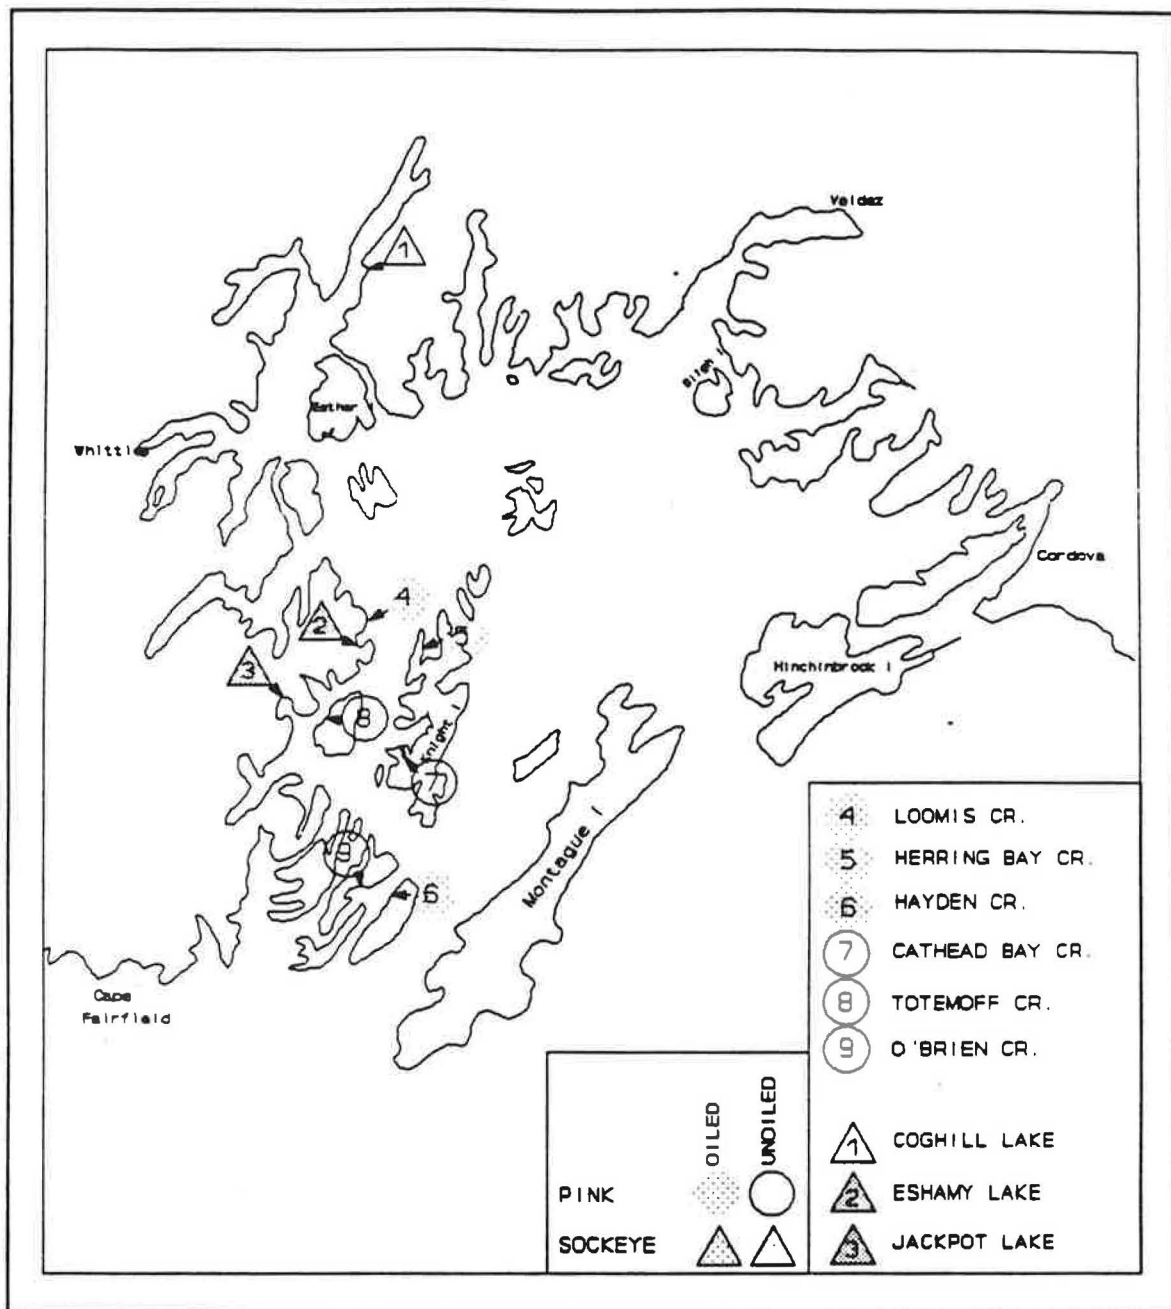 Valdez
1
Bligh I
Esther I
Whittier
Cordova
4
2
5
3
Hinchinbrook I
8
Knight I
7
Montague I
9
6
Cape
Fairfield
4 LOOMIS CR.
5 HERRING BAY CR.
6 HAYDEN CR.
7 CATHEAD BAY CR.
8 TOTEMOFF CR.
9 O'BRIEN CR.
1 COGHILL LAKE
2 ESHAMY LAKE
3 JACKPOT LAKE
OILED
UNOILED
PINK
SOCKEYE